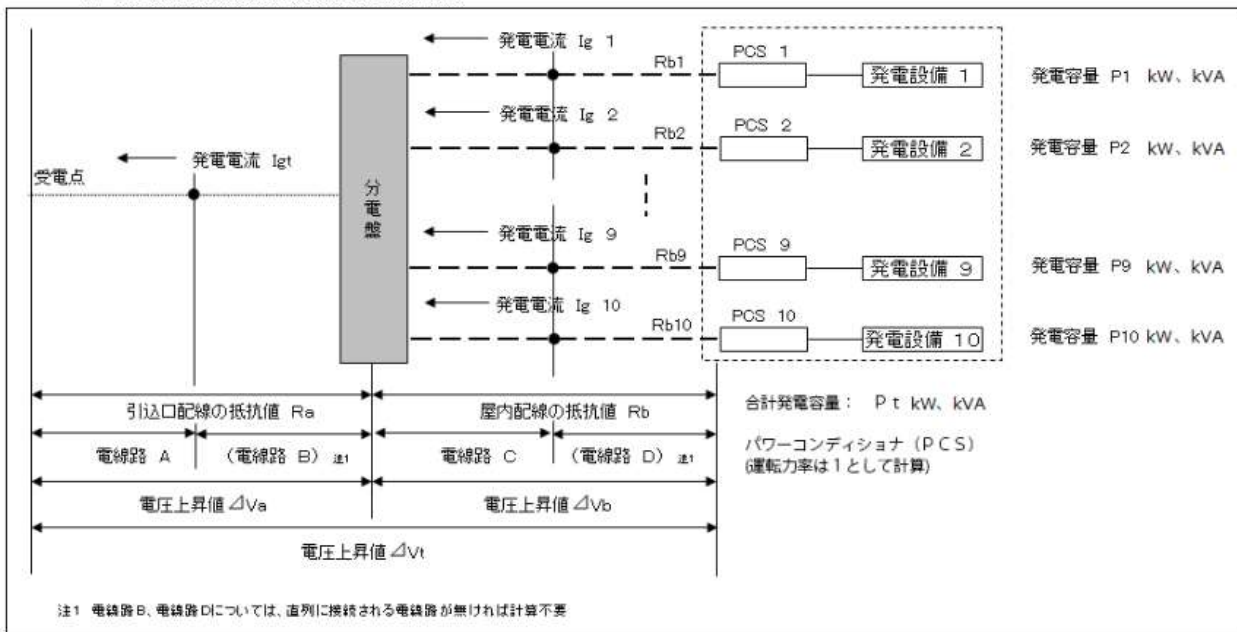 発電電流 Ig 1
Rb1
PCS 1
発電設備 1
発電容量 P1 kW、kVA
発電電流 Ig 2
Rb2
PCS 2
発電設備 2
発電容量 P2 kW、kVA
発電電流 Igt
受電点
分電盤
発電電流 Ig 9
Rb9
PCS 9
発電設備 9
発電容量 P9 kW、kVA
発電電流 Ig 10
Rb10
PCS 10
発電設備 10
発電容量 P10 kW、kVA
引込口配線の抵抗値 Ra
屋内配線の抵抗値 Rb
合計発電容量： Pt kW、kVA
電線路 A
(電線路 B) 注1
電線路 C
(電線路 D) 注1
パワーコンディショナ（PCS）
(運転力率は1として計算)
電圧上昇値⊿Va
電圧上昇値⊿Vb
電圧上昇値⊿Vt
注1 電線路B、電線路Dについては、直列に接続される電線路が無ければ計算不要